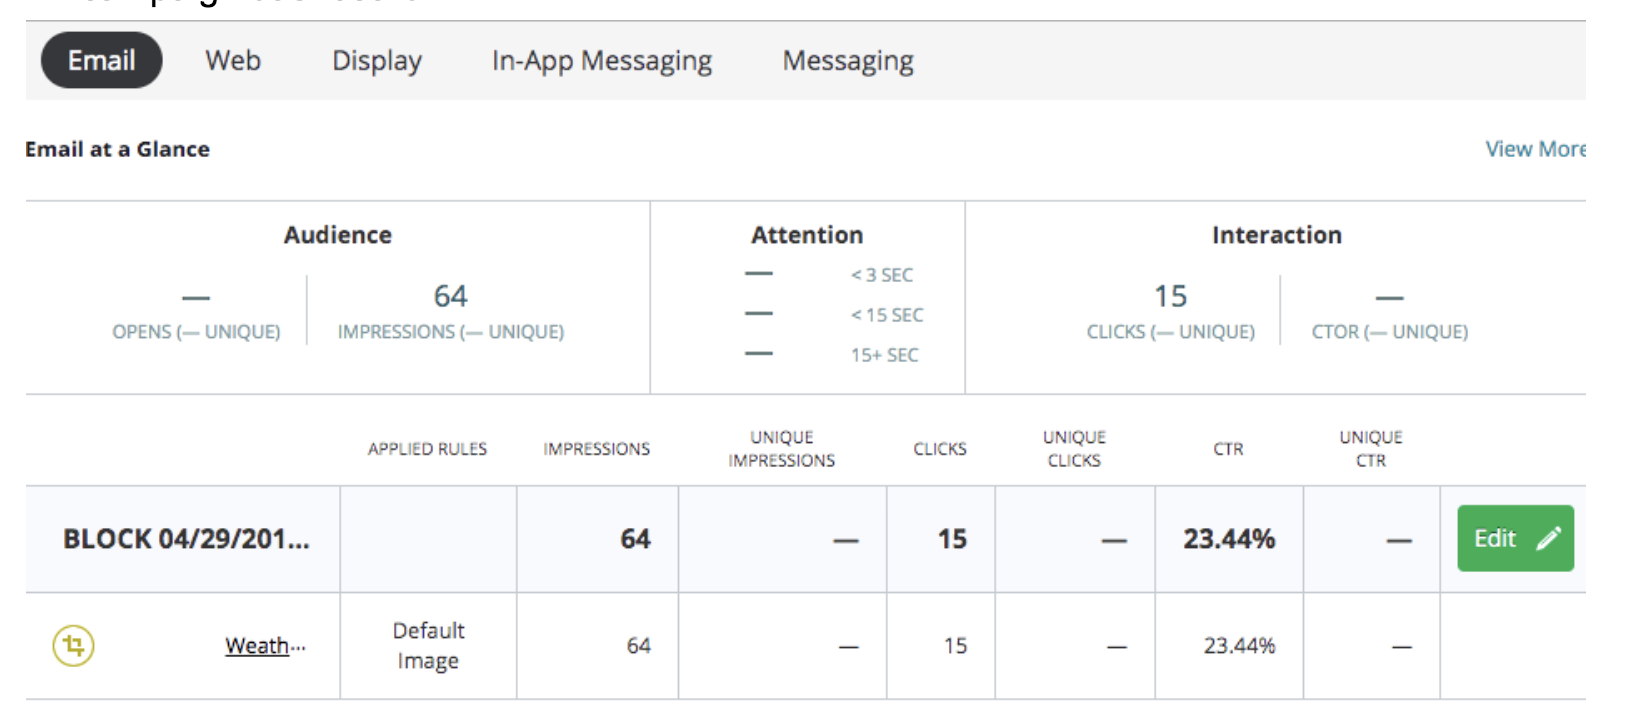 Email Web Display In-App Messaging Messaging
Email at a Glance View More
Audience Attention Interaction
— < 3 SEC
— 64 — < 15 SEC 15 —
OPENS (— UNIQUE) IMPRESSIONS (— UNIQUE) — 15+ SEC CLICKS (— UNIQUE) CTOR (— UNIQUE)
APPLIED RULES IMPRESSIONS UNIQUE IMPRESSIONS CLICKS UNIQUE CLICKS CTR UNIQUE CTR
BLOCK 04/29/201... 64 — 15 — 23.44% — Edit
Weath... Default Image 64 — 15 — 23.44% —